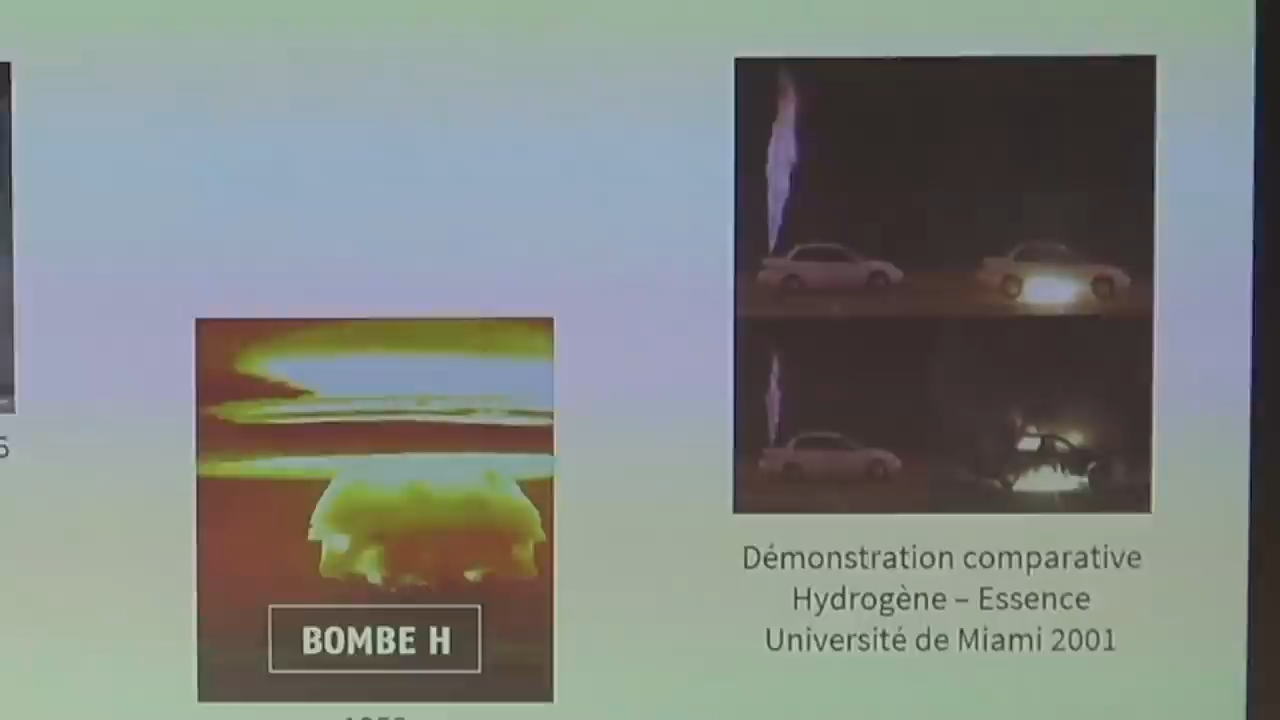 BOMBE H
Démonstration comparative
Hydrogène – Essence
Université de Miami 2001